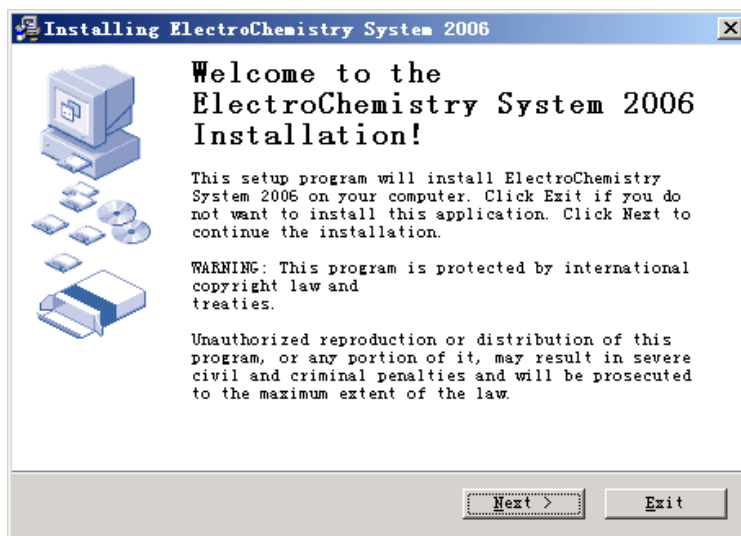 Installing ElectroChemistry System 2006
Welcome to the
ElectroChemistry System 2006
Installation!
This setup program will install ElectroChemistry
System 2006 on your computer. Click Exit if you do
not want to install this application. Click Next to
continue the installation.
WARNING: This program is protected by international
copyright law and
treaties.
Unauthorized reproduction or distribution of this
program, or any portion of it, may result in severe
civil and criminal penalties and will be prosecuted
to the maximum extent of the law.
Next >
Exit